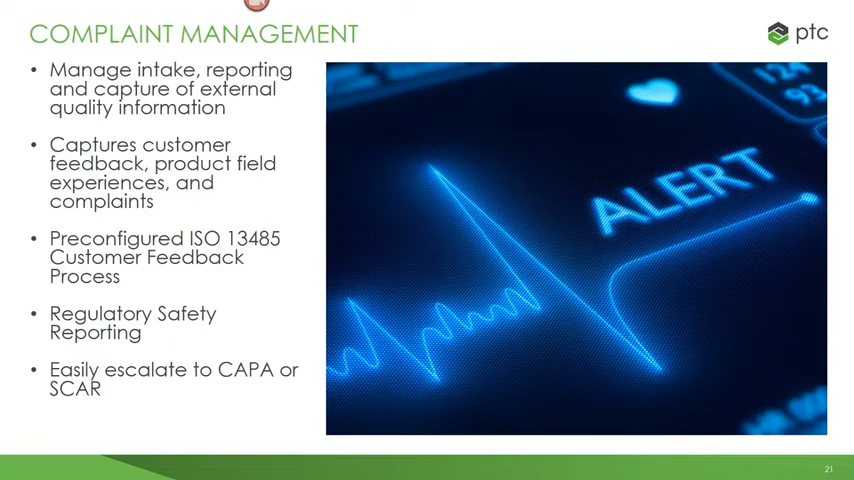 COMPLAINT MANAGEMENT
ptc
• Manage intake, reporting
and capture of external
quality information
• Captures customer
feedback, product field
experiences, and
complaints
• Preconfigured ISO 13485
Customer Feedback
Process
• Regulatory Safety
Reporting
• Easily escalate to CAPA or
SCAR
93
ALERT
21